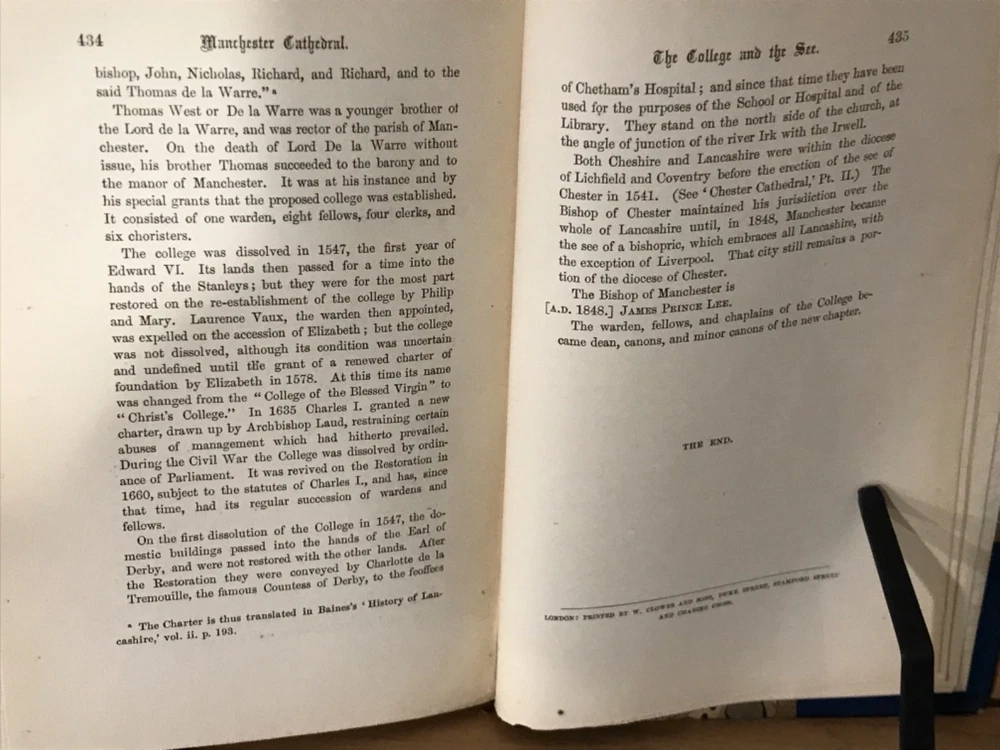 434
Manchester Cathedral.
bishop, John, Nicholas, Richard, and Richard, and to the
said Thomas de la Warre." a
Thomas West or De la Warre was a younger brother of
the Lord de la Warre, and was rector of the parish of Man-
chester. On the death of Lord De la Warre without
issue, his brother Thomas succeeded to the barony and to
the manor of Manchester. It was at his instance and by
his special grants that the proposed college was established.
It consisted of one warden, eight fellows, four clerks, and
six choristers.
The college was dissolved in 1547, the first year of
Edward VI. Its lands then passed for a time into the
hands of the Stanleys; but they were for the most part
restored on the re-establishment of the college by Philip
and Mary. Laurence Vaux, the warden then appointed,
was expelled on the accession of Elizabeth; but the college
was not dissolved, although its condition was uncertain
and undefined until the grant of a renewed charter of
foundation by Elizabeth in 1578. At this time its name
was changed from the "College of the Blessed Virgin" to
"Christ's College." In 1635 Charles I. granted a new
charter, drawn up by Archbishop Laud, restraining certain
abuses of management which had hitherto prevailed.
During the Civil War the College was dissolved by ordin-
ance of Parliament. It was revived on the Restoration in
1660, subject to the statutes of Charles I., and has, since
that time, had its regular succession of wardens and
fellows.
On the first dissolution of the College in 1547, the do-
mestic buildings passed into the hands of the Earl of
Derby, and were not restored with the other lands. After
the Restoration they were conveyed by Charlotte de la
Tremouille, the famous Countess of Derby, to the feoffees
a The Charter is thus translated in Baines's 'History of Lan-
cashire,' vol. ii. p. 193.
The College and the See.
435
of Chetham's Hospital; and since that time they have been
used for the purposes of the School or Hospital and of the
Library. They stand on the north side of the church, at
the angle of junction of the river Irk with the Irwell.
Both Cheshire and Lancashire were within the diocese
of Lichfield and Coventry before the erection of the see of
Chester in 1541. (See 'Chester Cathedral,' Pt. II.) The
Bishop of Chester maintained his jurisdiction over the
whole of Lancashire until, in 1848, Manchester became
the see of a bishopric, which embraces all Lancashire, with
the exception of Liverpool. That city still remains a por-
tion of the diocese of Chester.
The Bishop of Manchester is
[A.D. 1848.] JAMES PRINCE LEE.
The warden, fellows, and chaplains of the College be-
came dean, canons, and minor canons of the new chapter.
THE END.
LONDON: PRINTED BY W. CLOWES AND SONS, DUKE STREET, STAMFORD STREET
AND CHARING CROSS.